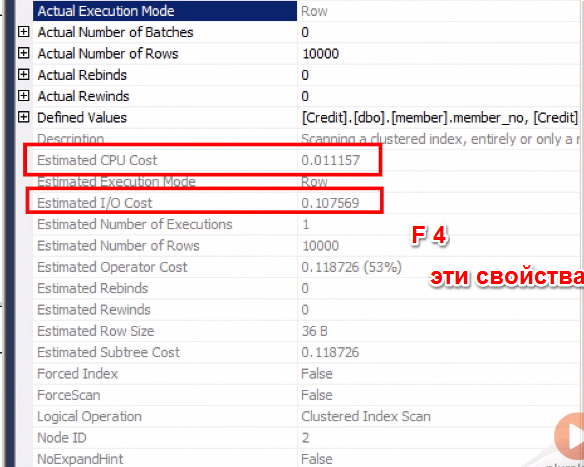 Actual Execution Mode Row
Actual Number of Batches 0
Actual Number of Rows 10000
Actual Rebinds 0
Actual Rewinds 0
Defined Values [Credit].[dbo].[member].member_no, [Credit]
Description Scanning a clustered index, entirely or only a r
Estimated CPU Cost 0.011157
Estimated Execution Mode Row
Estimated I/O Cost 0.107569
Estimated Number of Executions 1
F 4
Estimated Number of Rows 10000
Estimated Operator Cost 0.118726 (53%)
эти свойства
Estimated Rebinds 0
Estimated Rewinds 0
Estimated Row Size 36 B
Estimated Subtree Cost 0.118726
Forced Index False
ForceScan False
Logical Operation Clustered Index Scan
Node ID 2
NoExpandHint False